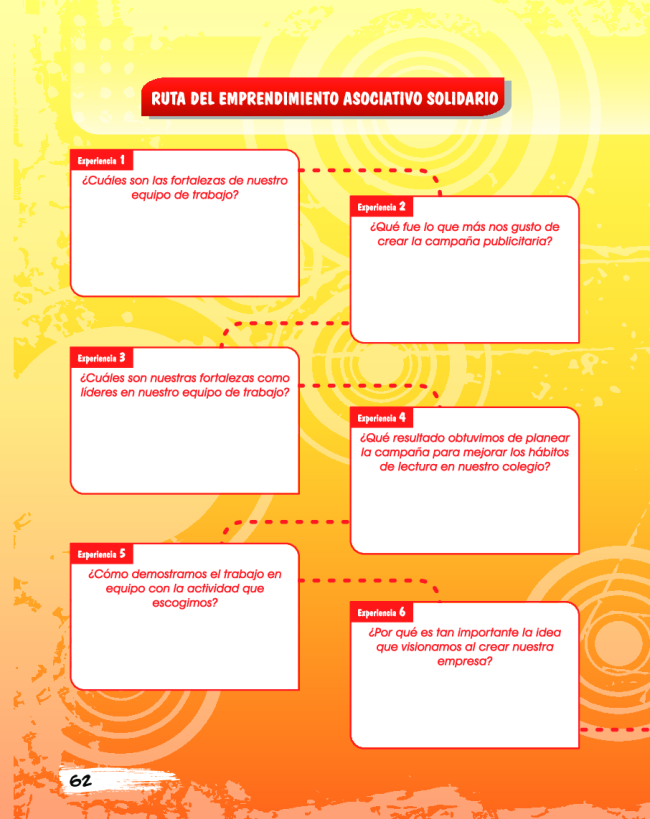 RUTA DEL EMPRENDIMIENTO ASOCIATIVO SOLIDARIO
Experiencia 1
¿Cuáles son las fortalezas de nuestro
equipo de trabajo?
Experiencia 2
¿Qué fue lo que más nos gusto de
crear la campaña publicitaria?
Experiencia 3
¿Cuáles son nuestras fortalezas como
líderes en nuestro equipo de trabajo?
Experiencia 4
¿Qué resultado obtuvimos de planear
la campaña para mejorar los hábitos
de lectura en nuestro colegio?
Experiencia 5
¿Cómo demostramos el trabajo en
equipo con la actividad que
escogimos?
Experiencia 6
¿Por qué es tan importante la idea
que visionamos al crear nuestra
empresa?
62